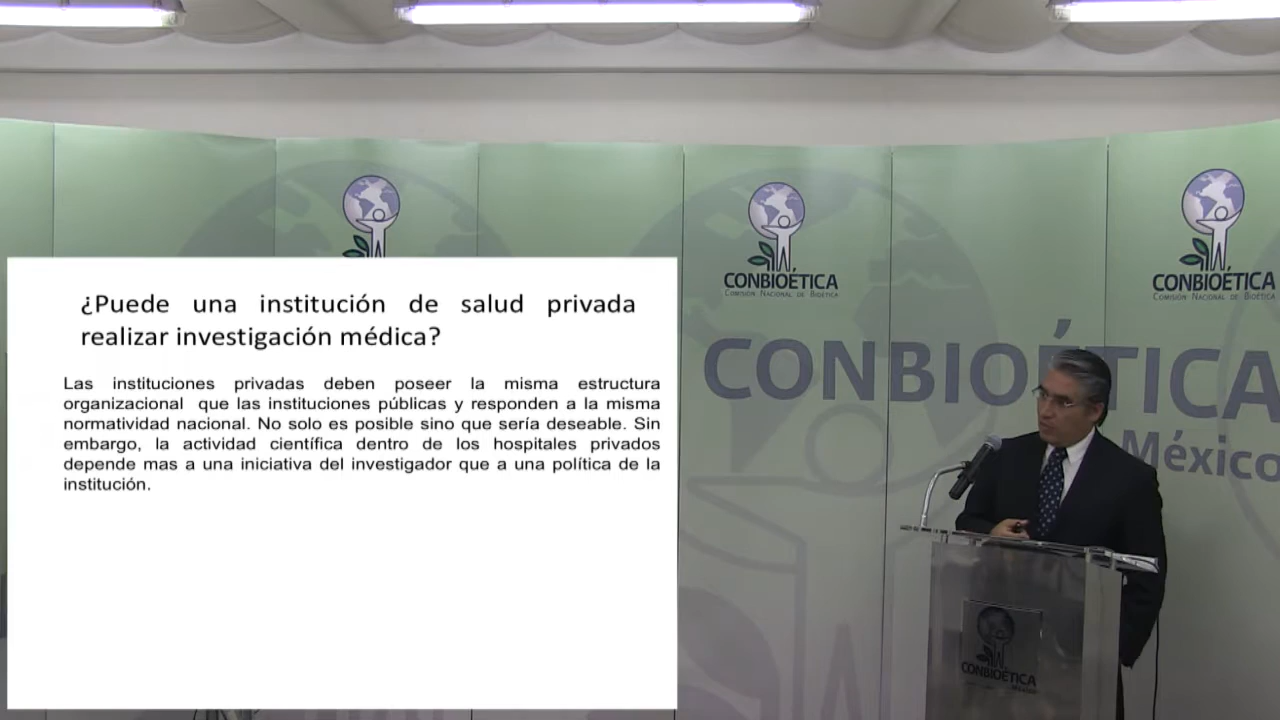 ¿Puede una institución de salud privada
realizar investigación médica?
Las instituciones privadas deben poseer la misma estructura
organizacional que las instituciones públicas y responden a la misma
normatividad nacional. No solo es posible sino que sería deseable. Sin
embargo, la actividad científica dentro de los hospitales privados
depende mas a una iniciativa del investigador que a una política de la
institución.
CONBIOÉTICA
COMISIÓN NACIONAL DE BIOÉTICA
CONBIOÉTICA
COMISIÓN NACIONAL DE BIOÉTICA
CONBIOÉTICA
México
CONBIOÉTICA